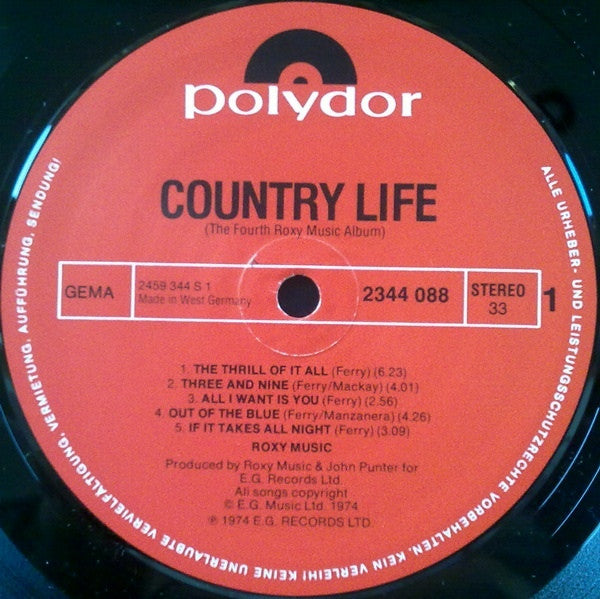 polydor
COUNTRY LIFE
(The Fourth Roxy Music Album)
GEMA
2459 344 S 1
Made in West Germany
2344 088
STEREO
33
1
1. THE THRILL OF IT ALL (Ferry) (6.23)
2. THREE AND NINE (Ferry/Mackay) (4.01)
3. ALL I WANT IS YOU (Ferry) (2.56)
4. OUT OF THE BLUE (Ferry/Manzanera) (4.26)
5. IF IT TAKES ALL NIGHT (Ferry) (3.09)
ROXY MUSIC
Produced by Roxy Music & John Punter for
E.G. Records Ltd.
All songs copyright
© E.G. Music Ltd. 1974
℗ 1974 E.G. RECORDS LTD.
ALLE URHEBER- UND LEISTUNGSSCHUTZRECHTE VORBEHALTEN. KEIN VERLEIH! KEINE UNERLAUBTE VERVIELFÄLTIGUNG, VERMIETUNG, AUFFÜHRUNG, SENDUNG!